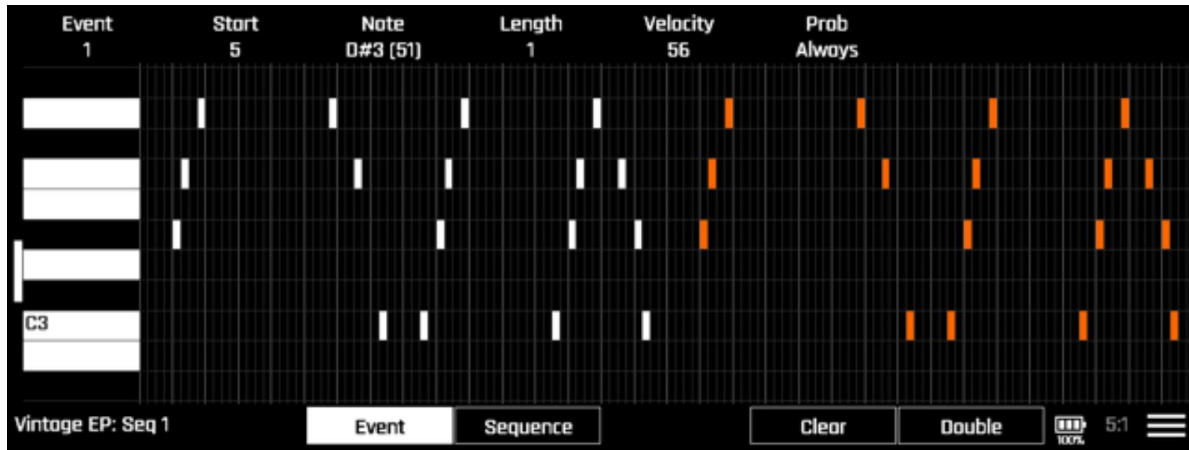 Event Start Note Length Velocity Prob
1 5 D#3 (51) 1 56 Always
C3
Vintage EP: Seq 1 Event Sequence Clear Double 100% 5:1